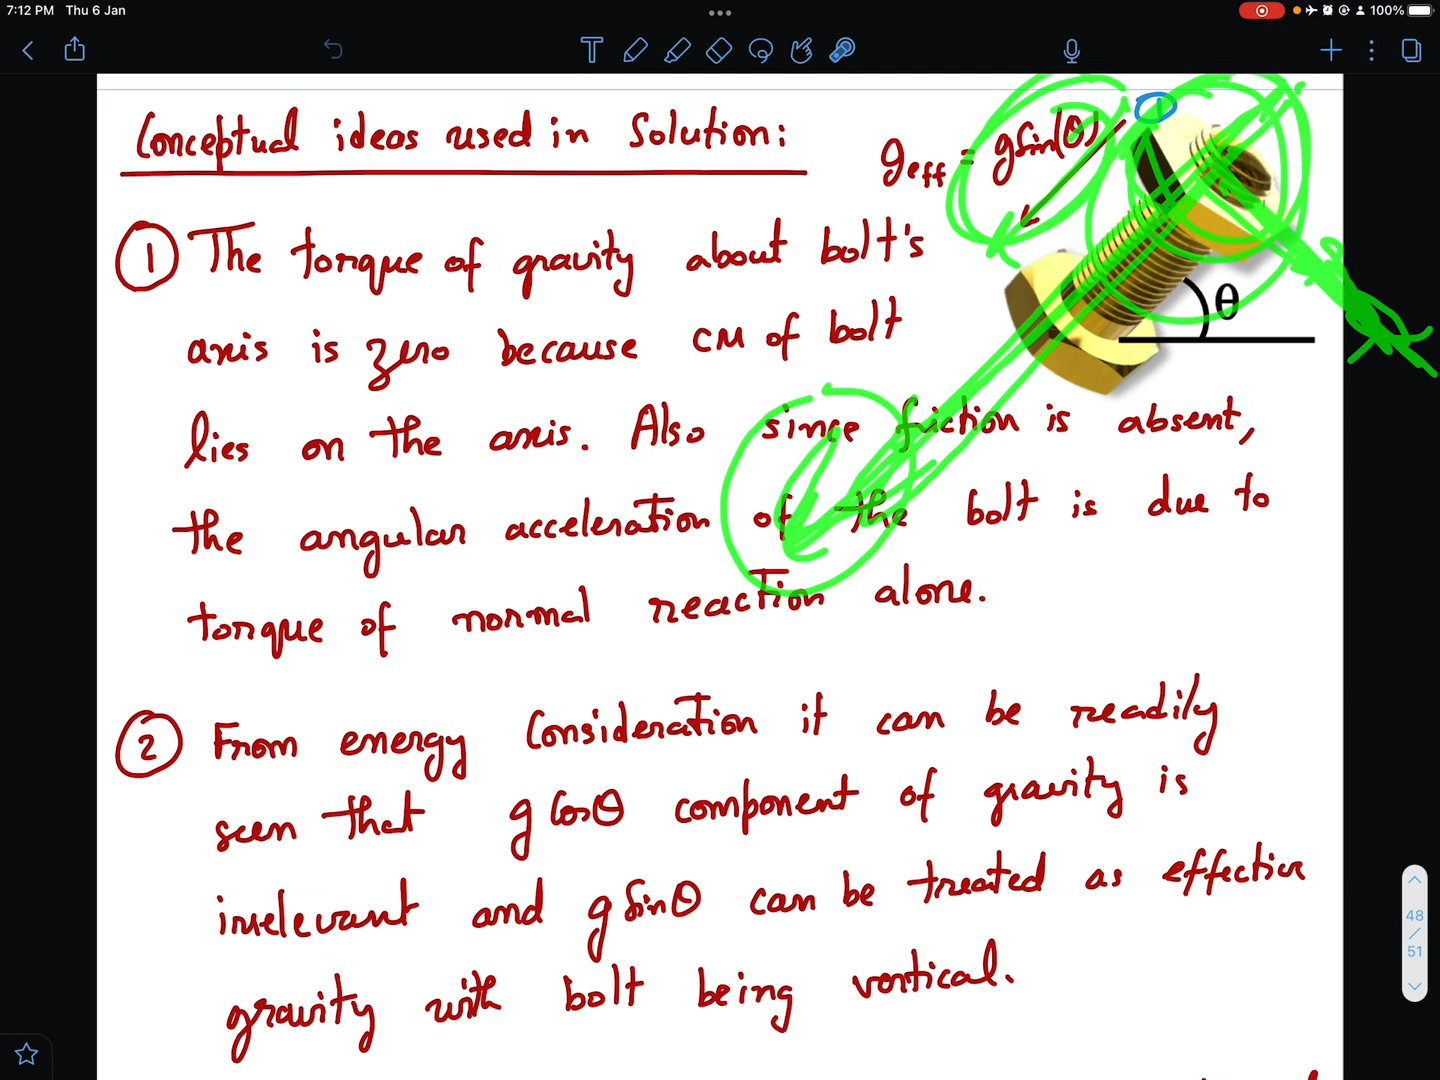 7:12 PM Thu 6 Jan
100%
T
Conceptual ideas used in Solution:
geff = gsin(θ)
① The torque of gravity about bolt's
axis is zero because CM of bolt
θ
lies on the axis. Also since friction is absent,
the angular acceleration of the bolt is due to
torque of normal reaction alone.
② From energy Consideration it can be readily
seen that g Cosθ component of gravity is
irrelevant and g Sinθ can be treated as effective
gravity with bolt being vertical.
48
/
51